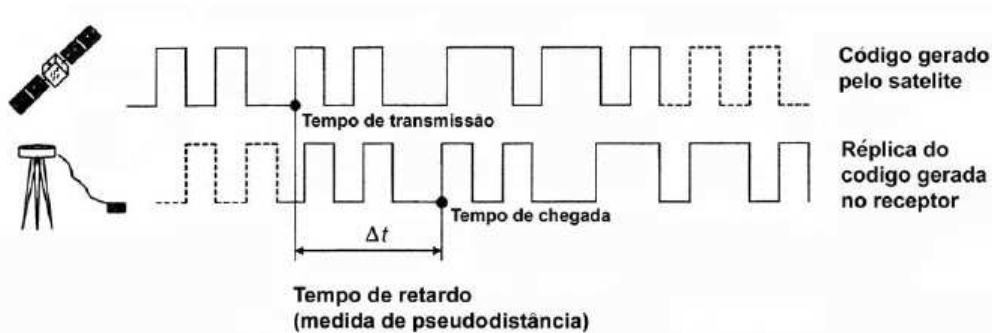 Código gerado
pelo satelite
Tempo de transmissão
Réplica do
codigo gerada
no receptor
Tempo de chegada
Δt
Tempo de retardo
(medida de pseudodistância)